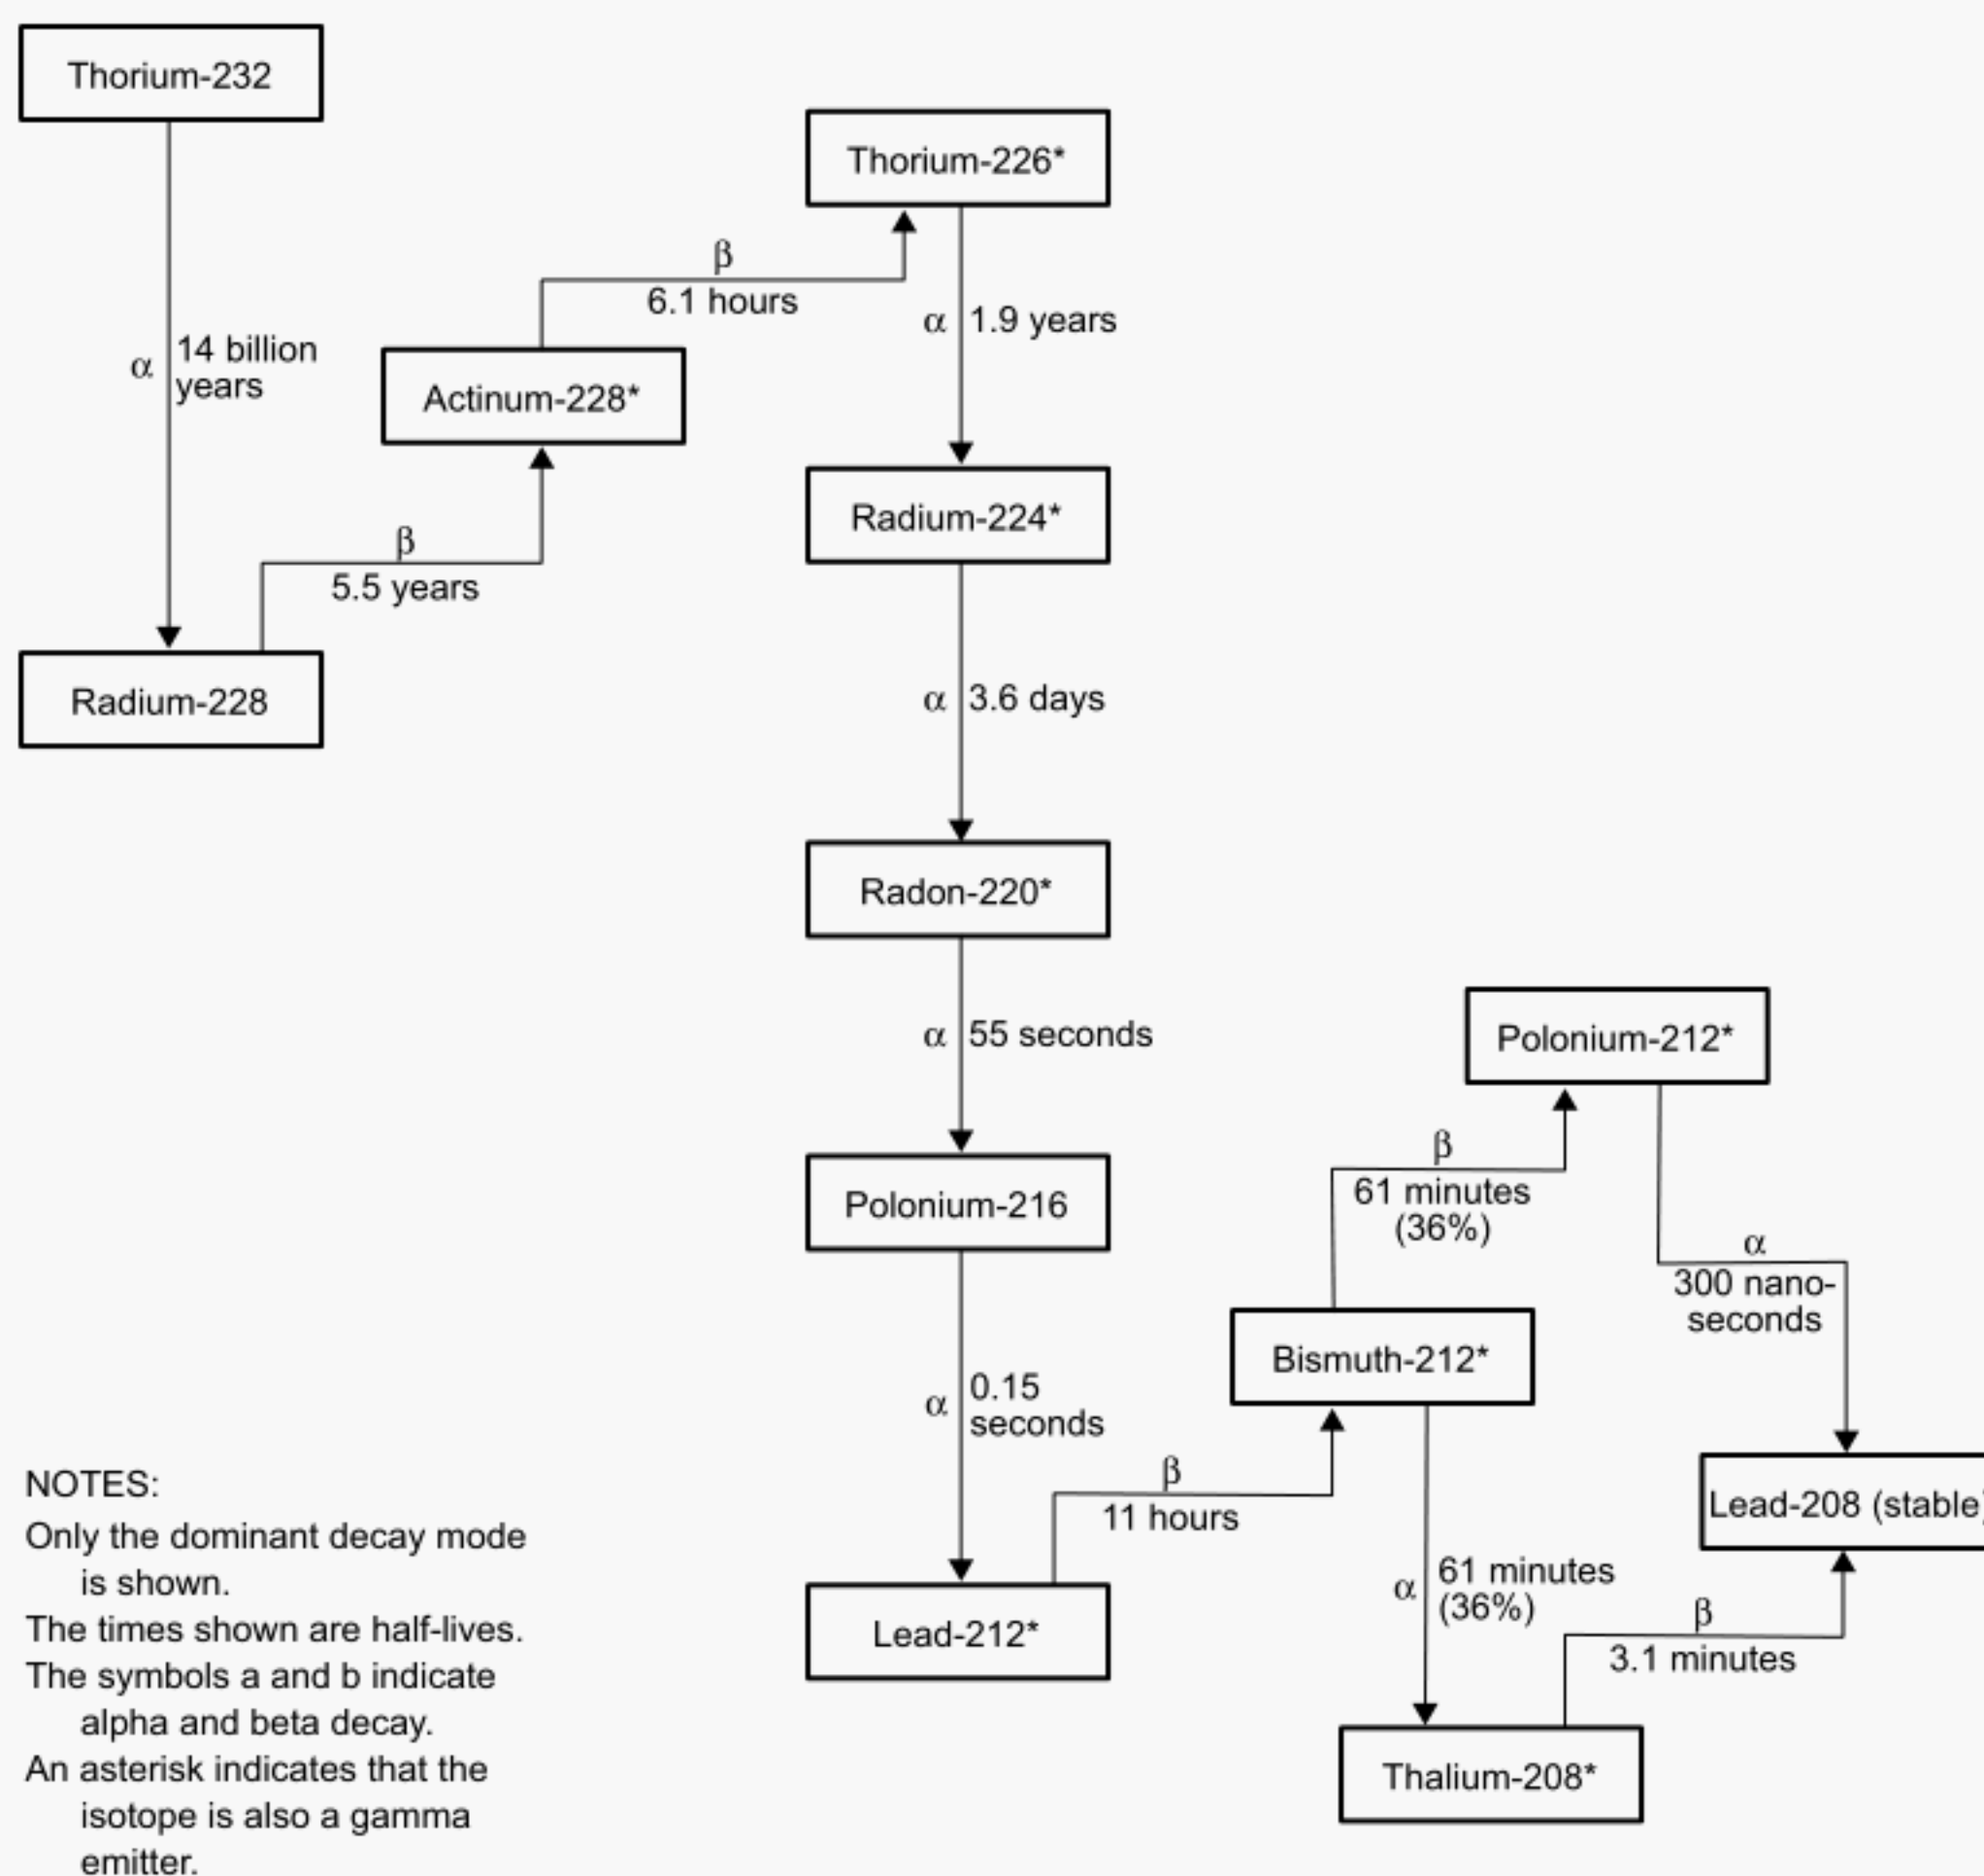 Thorium-232
Thorium-226*
β
6.1 hours
α
1.9 years
α
14 billion
years
Actinum-228*
Radium-224*
β
5.5 years
Radium-228
α
3.6 days
Radon-220*
α
55 seconds
Polonium-212*
β
61 minutes
(36%)
Polonium-216
α
300 nano-
seconds
Bismuth-212*
α
0.15
seconds
β
11 hours
Lead-208 (stable)
α
61 minutes
(36%)
β
3.1 minutes
Lead-212*
Thalium-208*
NOTES:
Only the dominant decay mode
is shown.
The times shown are half-lives.
The symbols a and b indicate
alpha and beta decay.
An asterisk indicates that the
isotope is also a gamma
emitter.